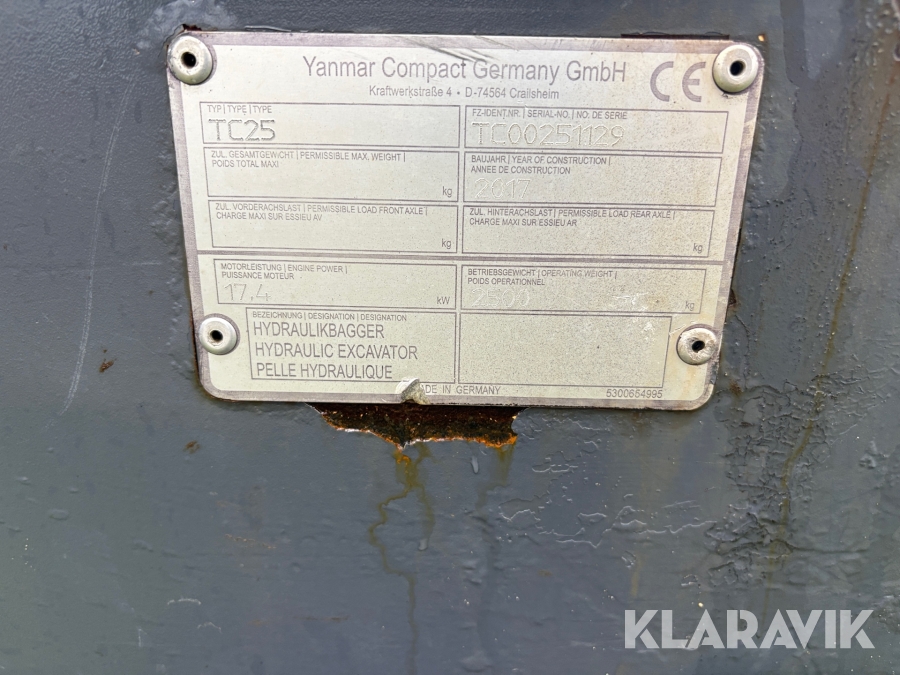 Yanmar Compact Germany GmbH
CE
Kraftwerkstraße 4 • D-74564 Crailsheim
TYP | TYPE | TYPE
TC25
FZ-IDENT.NR. | SERIAL-NO. | NO. DE SERIE
TC00251129
ZUL. GESAMTGEWICHT | PERMISSIBLE MAX. WEIGHT |
POIDS TOTAL MAXI
kg
BAUJAHR | YEAR OF CONSTRUCTION |
ANNEE DE CONSTRUCTION
2017
ZUL. VORDERACHSLAST | PERMISSIBLE LOAD FRONT AXLE |
CHARGE MAXI SUR ESSIEU AV
kg
ZUL. HINTERACHSLAST | PERMISSIBLE LOAD REAR AXLE |
CHARGE MAXI SUR ESSIEU AR
kg
MOTORLEISTUNG | ENGINE POWER |
PUISSANCE MOTEUR
17,4 kW
BETRIEBSGEWICHT | OPERATING WEIGHT |
POIDS OPERATIONNEL
2500 kg
BEZEICHNUNG | DESIGNATION | DESIGNATION
HYDRAULIKBAGGER
HYDRAULIC EXCAVATOR
PELLE HYDRAULIQUE
DE IN GERMANY
5300654995
KLARAVIK